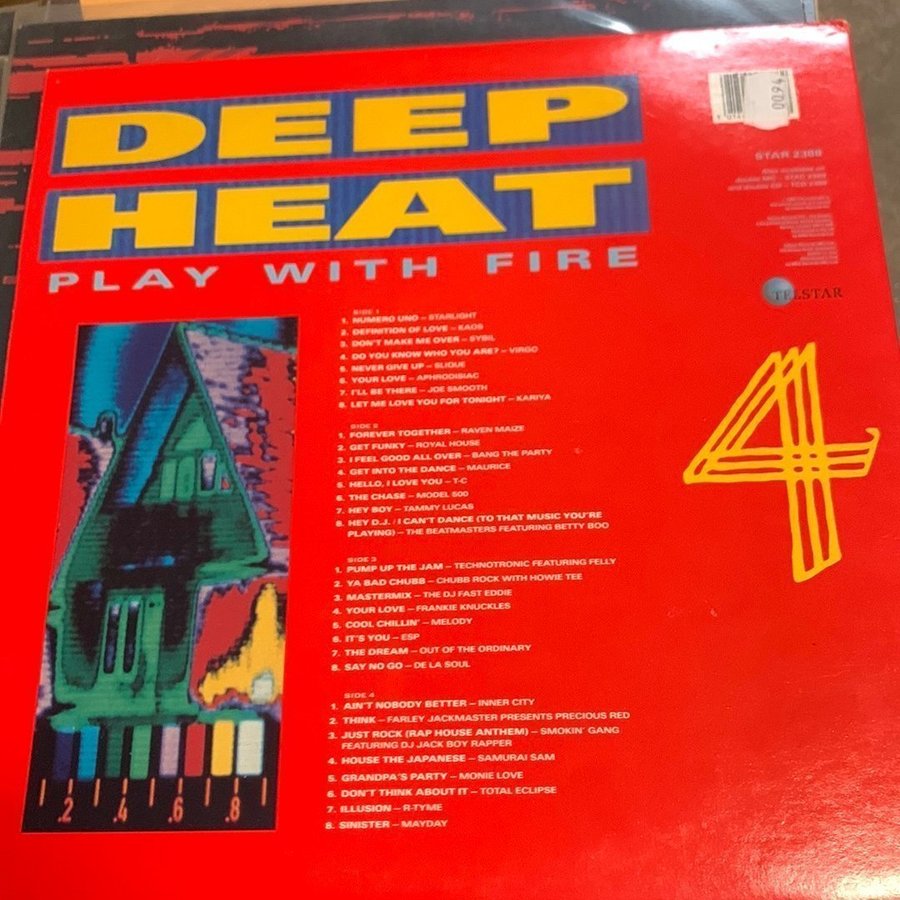 DEEP
HEAT
PLAY WITH FIRE
0094
STAR 2369
TELSTAR
4
SIDE 1
1. NUMERO UNO – STARLIGHT
2. DEFINITION OF LOVE – KAOS
3. DON'T MAKE ME OVER – SYBIL
4. DO YOU KNOW WHO YOU ARE? – VIRGO
5. NEVER GIVE UP – SLIQUE
6. YOUR LOVE – APHRODISIAC
7. I'LL BE THERE – JOE SMOOTH
8. LET ME LOVE YOU FOR TONIGHT – KARIYA
SIDE 2
1. FOREVER TOGETHER – RAVEN MAIZE
2. GET FUNKY – ROYAL HOUSE
3. I FEEL GOOD ALL OVER – BANG THE PARTY
4. GET INTO THE DANCE – MAURICE
5. HELLO, I LOVE YOU – T-C
6. THE CHASE – MODEL 500
7. HEY BOY – TAMMY LUCAS
8. HEY D.J. / I CAN'T DANCE (TO THAT MUSIC YOU'RE
PLAYING) – THE BEATMASTERS FEATURING BETTY BOO
SIDE 3
1. PUMP UP THE JAM – TECHNOTRONIC FEATURING FELLY
2. YA BAD CHUBB – CHUBB ROCK WITH HOWIE TEE
3. MASTERMIX – THE DJ FAST EDDIE
4. YOUR LOVE – FRANKIE KNUCKLES
5. COOL CHILLIN' – MELODY
6. IT'S YOU – ESP
7. THE DREAM – OUT OF THE ORDINARY
8. SAY NO GO – DE LA SOUL
SIDE 4
1. AIN'T NOBODY BETTER – INNER CITY
2. THINK – FARLEY JACKMASTER PRESENTS PRECIOUS RED
3. JUST ROCK (RAP HOUSE ANTHEM) – SMOKIN' GANG
FEATURING DJ JACK BOY RAPPER
4. HOUSE THE JAPANESE – SAMURAI SAM
5. GRANDPA'S PARTY – MONIE LOVE
6. DON'T THINK ABOUT IT – TOTAL ECLIPSE
7. ILLUSION – R-TYME
8. SINISTER – MAYDAY
.2 .4 .6 .8